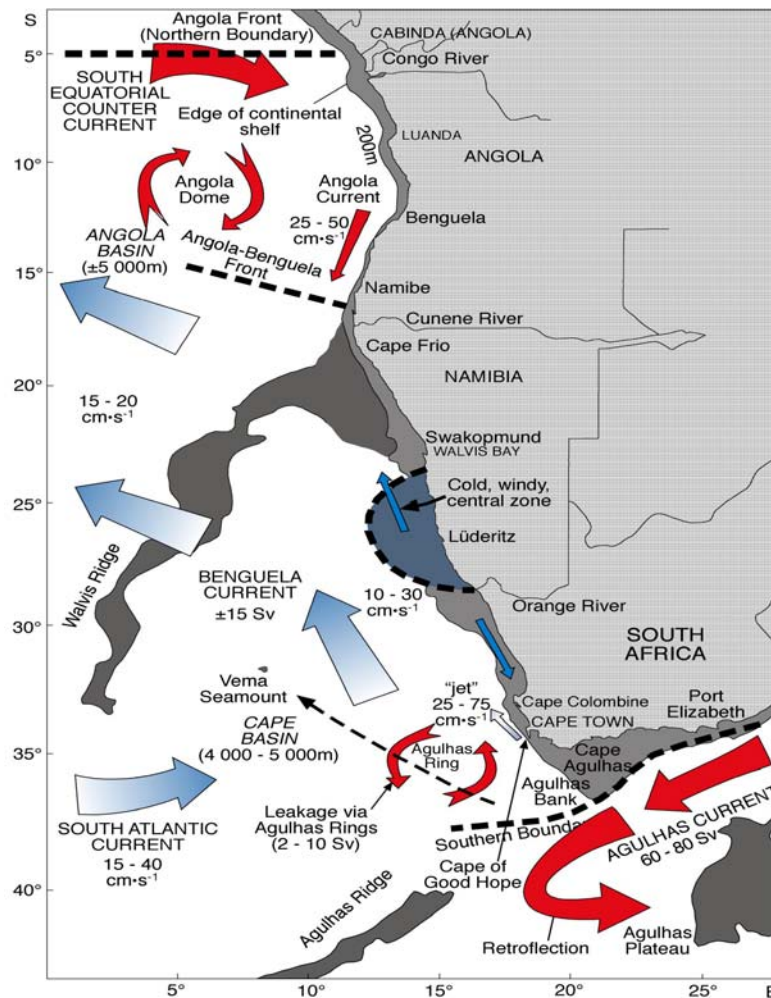 S
Angola Front
(Northern Boundary)
CABINDA (ANGOLA)
Congo River
5°
SOUTH
EQUATORIAL
COUNTER
CURRENT
Edge of continental
shelf
200m
LUANDA
10°
ANGOLA
Angola
Dome
Angola
Current
25 - 50
cm•s⁻¹
Benguela
ANGOLA
BASIN
(±5 000m)
Angola-Benguela
Front
15°
Namibe
Cunene River
Cape Frio
20°
NAMIBIA
15 - 20
cm•s⁻¹
Swakopmund
WALVIS BAY
Cold, windy,
central zone
25°
Lüderitz
Walvis Ridge
BENGUELA
CURRENT
±15 Sv
10 - 30
cm•s⁻¹
Orange River
30°
SOUTH
AFRICA
Vema
Seamount
"jet"
25 - 75
cm•s⁻¹
Cape Colombine
CAPE TOWN
Port
Elizabeth
CAPE
BASIN
(4 000 - 5 000m)
35°
Agulhas
Ring
Cape
Agulhas
Agulhas
Bank
Leakage via
Agulhas Rings
(2 - 10 Sv)
SOUTH ATLANTIC
CURRENT
15 - 40
cm•s⁻¹
Southern Bounda
AGULHAS CURRENT
60 - 80 Sv
Cape of
Good Hope
40°
Agulhas Ridge
Retroflection
Agulhas
Plateau
5°
10°
15°
20°
25°
E